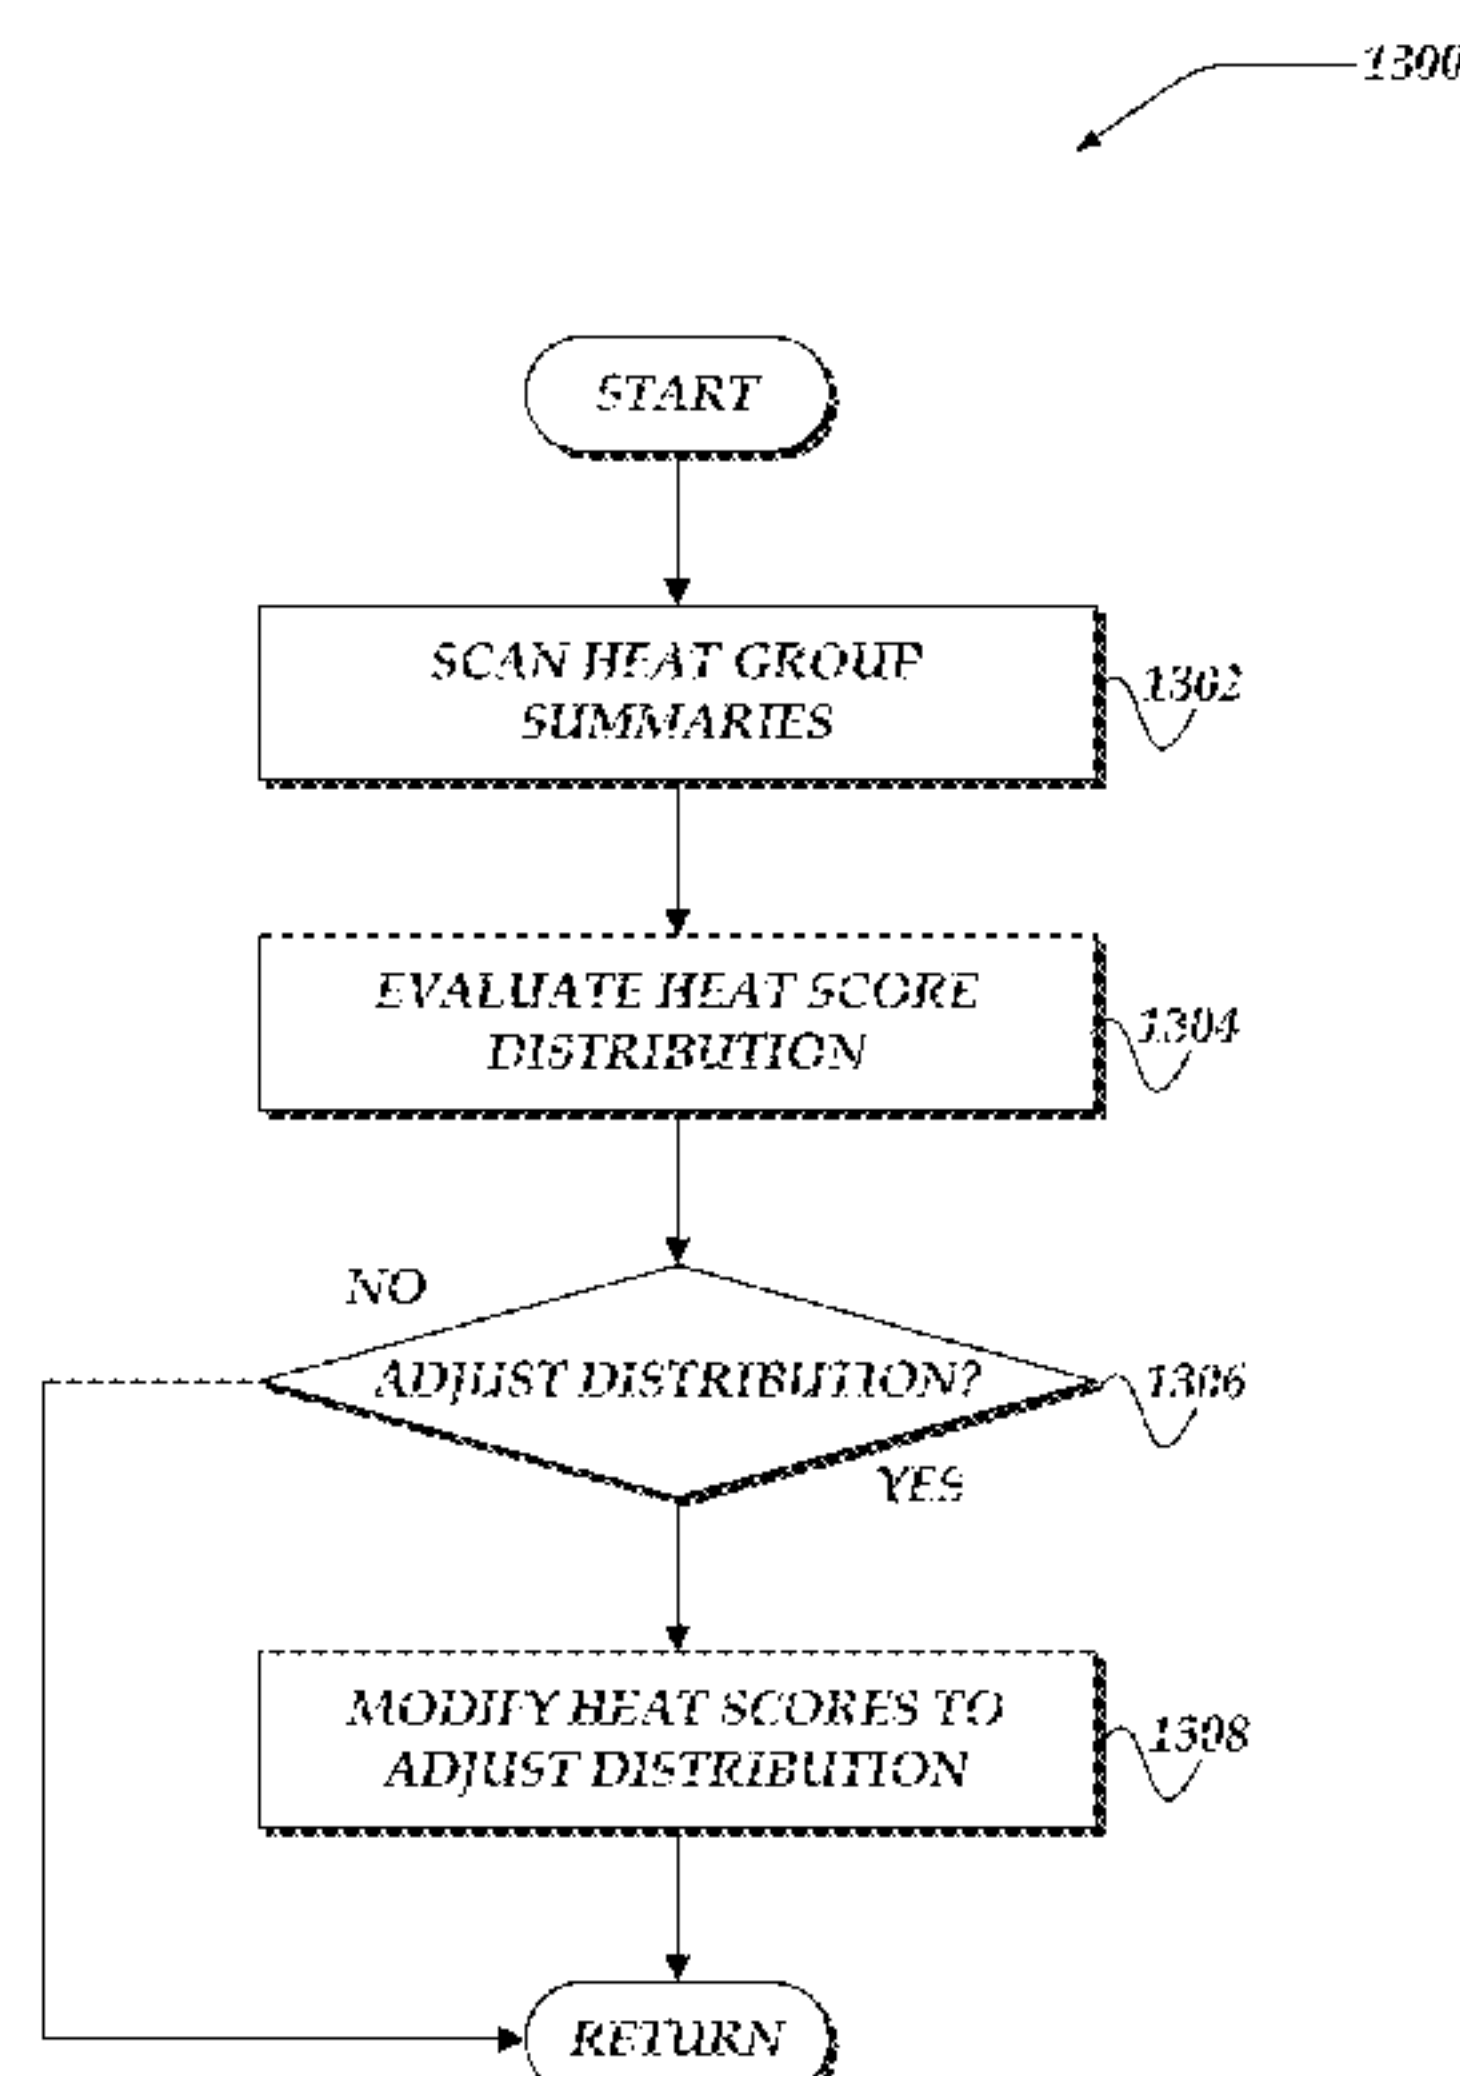 1300
START
SCAN HEAT GROUP
SUMMARIES
1302
EVALUATE HEAT SCORE
DISTRIBUTION
1304
NO
ADJUST DISTRIBUTION?
1306
YES
MODIFY HEAT SCORES TO
ADJUST DISTRIBUTION
1308
RETURN